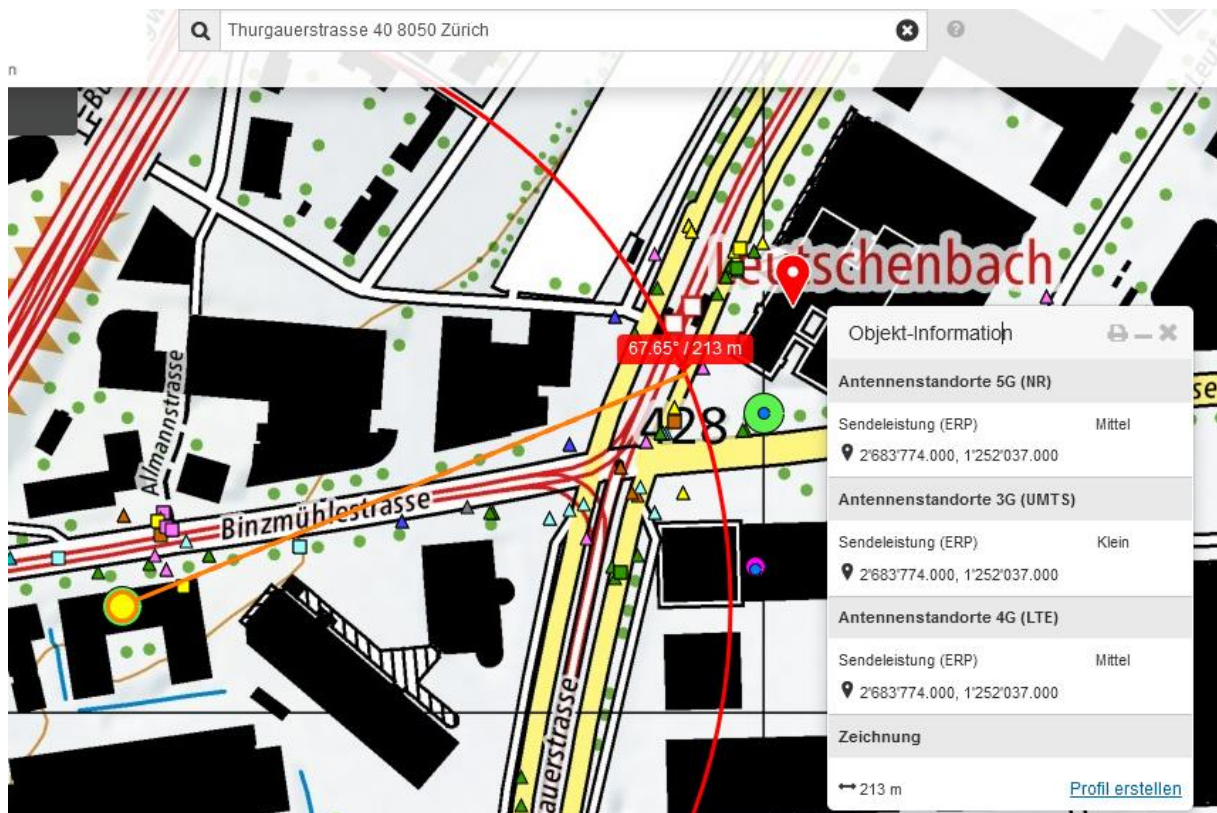 Thurgauerstrasse 40 8050 Zürich
n
Leutschenbach
67.65° / 213 m
428
Allmannstrasse
Binzmühlestrasse
auerstrasse
se
Objekt-Information
Antennenstandorte 5G (NR)
Sendeleistung (ERP) Mittel
2'683'774.000, 1'252'037.000
Antennenstandorte 3G (UMTS)
Sendeleistung (ERP) Klein
2'683'774.000, 1'252'037.000
Antennenstandorte 4G (LTE)
Sendeleistung (ERP) Mittel
2'683'774.000, 1'252'037.000
Zeichnung
213 m Profil erstellen